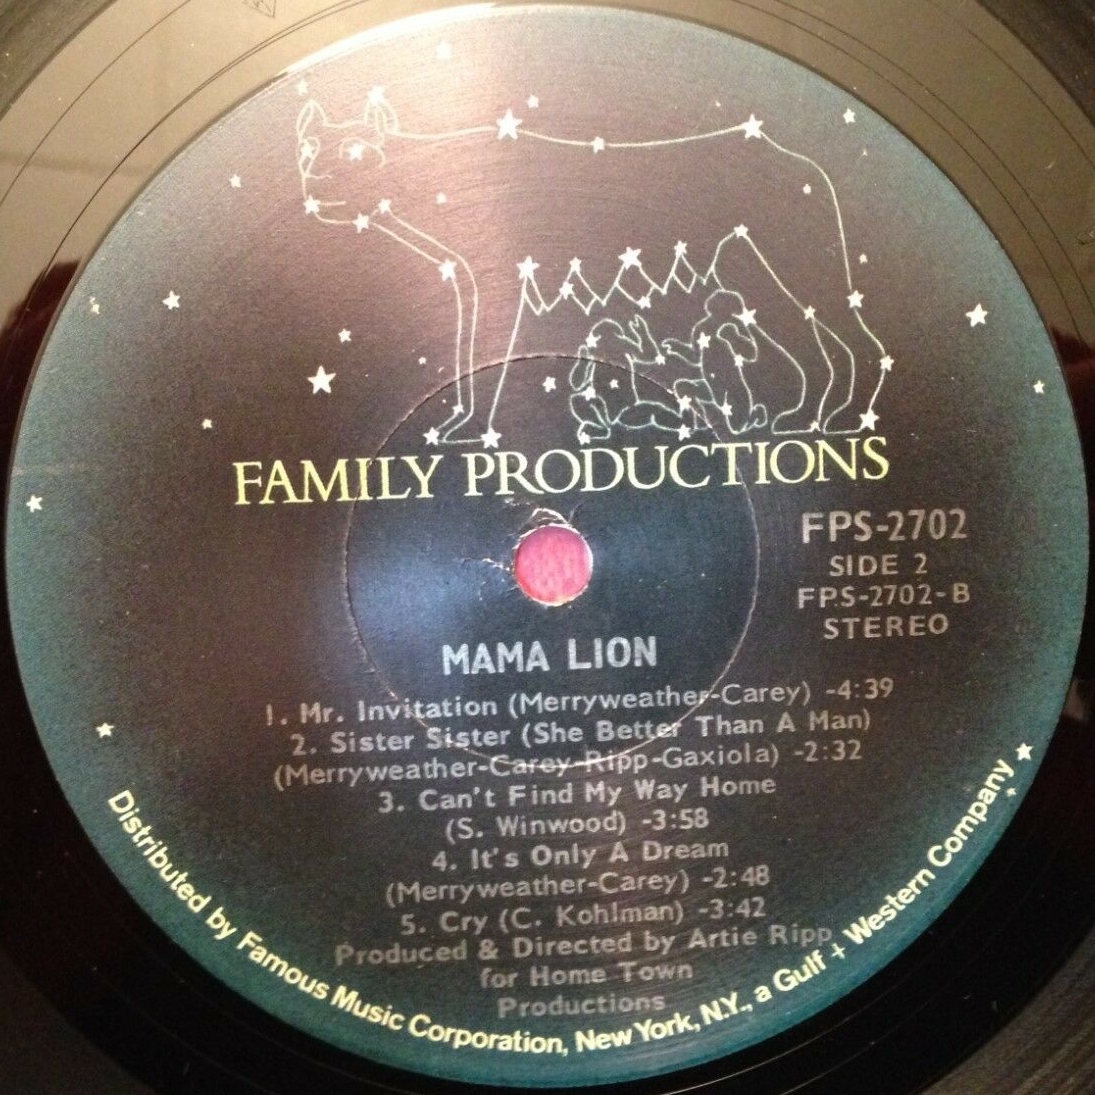 FAMILY PRODUCTIONS
FPS-2702
SIDE 2
FPS-2702-B
STEREO
MAMA LION
1. Mr. Invitation (Merryweather-Carey) -4:39
2. Sister Sister (She Better Than A Man)
(Merryweather-Carey-Ripp-Gaxiola) -2:32
3. Can't Find My Way Home
(S. Winwood) -3:58
4. It's Only A Dream
(Merryweather-Carey) -2:48
5. Cry (C. Kohlman) -3:42
Produced & Directed by Artie Ripp
for Home Town
Productions
Distributed by Famous Music Corporation, New York, N.Y., a Gulf + Western Company